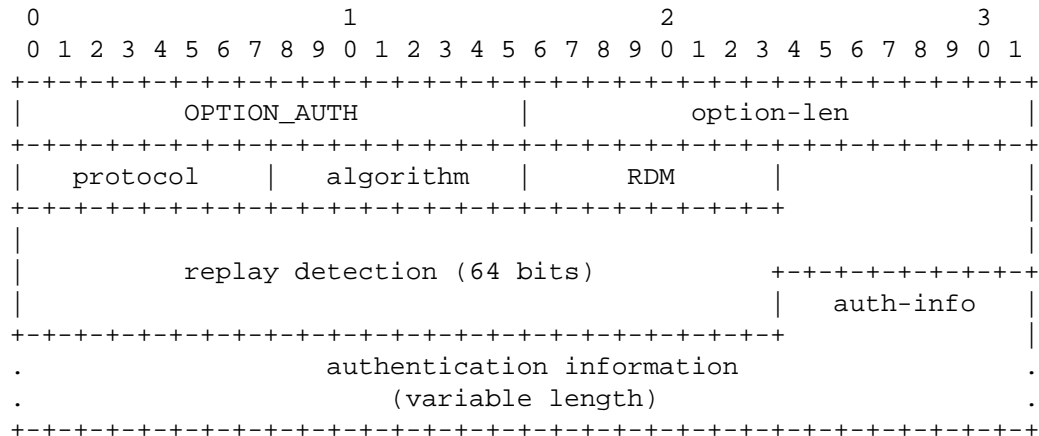 0                   1                   2                   3
 0 1 2 3 4 5 6 7 8 9 0 1 2 3 4 5 6 7 8 9 0 1 2 3 4 5 6 7 8 9 0 1
+-+-+-+-+-+-+-+-+-+-+-+-+-+-+-+-+-+-+-+-+-+-+-+-+-+-+-+-+-+-+-+-+
|          OPTION_AUTH          |          option-len           |
+-+-+-+-+-+-+-+-+-+-+-+-+-+-+-+-+-+-+-+-+-+-+-+-+-+-+-+-+-+-+-+-+
|   protocol    |   algorithm   |      RDM      |               |
+-+-+-+-+-+-+-+-+-+-+-+-+-+-+-+-+-+-+-+-+-+-+-+-+               |
|                                                               |
|          replay detection (64 bits)           +-+-+-+-+-+-+-+-+
|                                               |   auth-info   |
+-+-+-+-+-+-+-+-+-+-+-+-+-+-+-+-+-+-+-+-+-+-+-+-+               |
.                   authentication information                  .
.                       (variable length)                       .
+-+-+-+-+-+-+-+-+-+-+-+-+-+-+-+-+-+-+-+-+-+-+-+-+-+-+-+-+-+-+-+-+